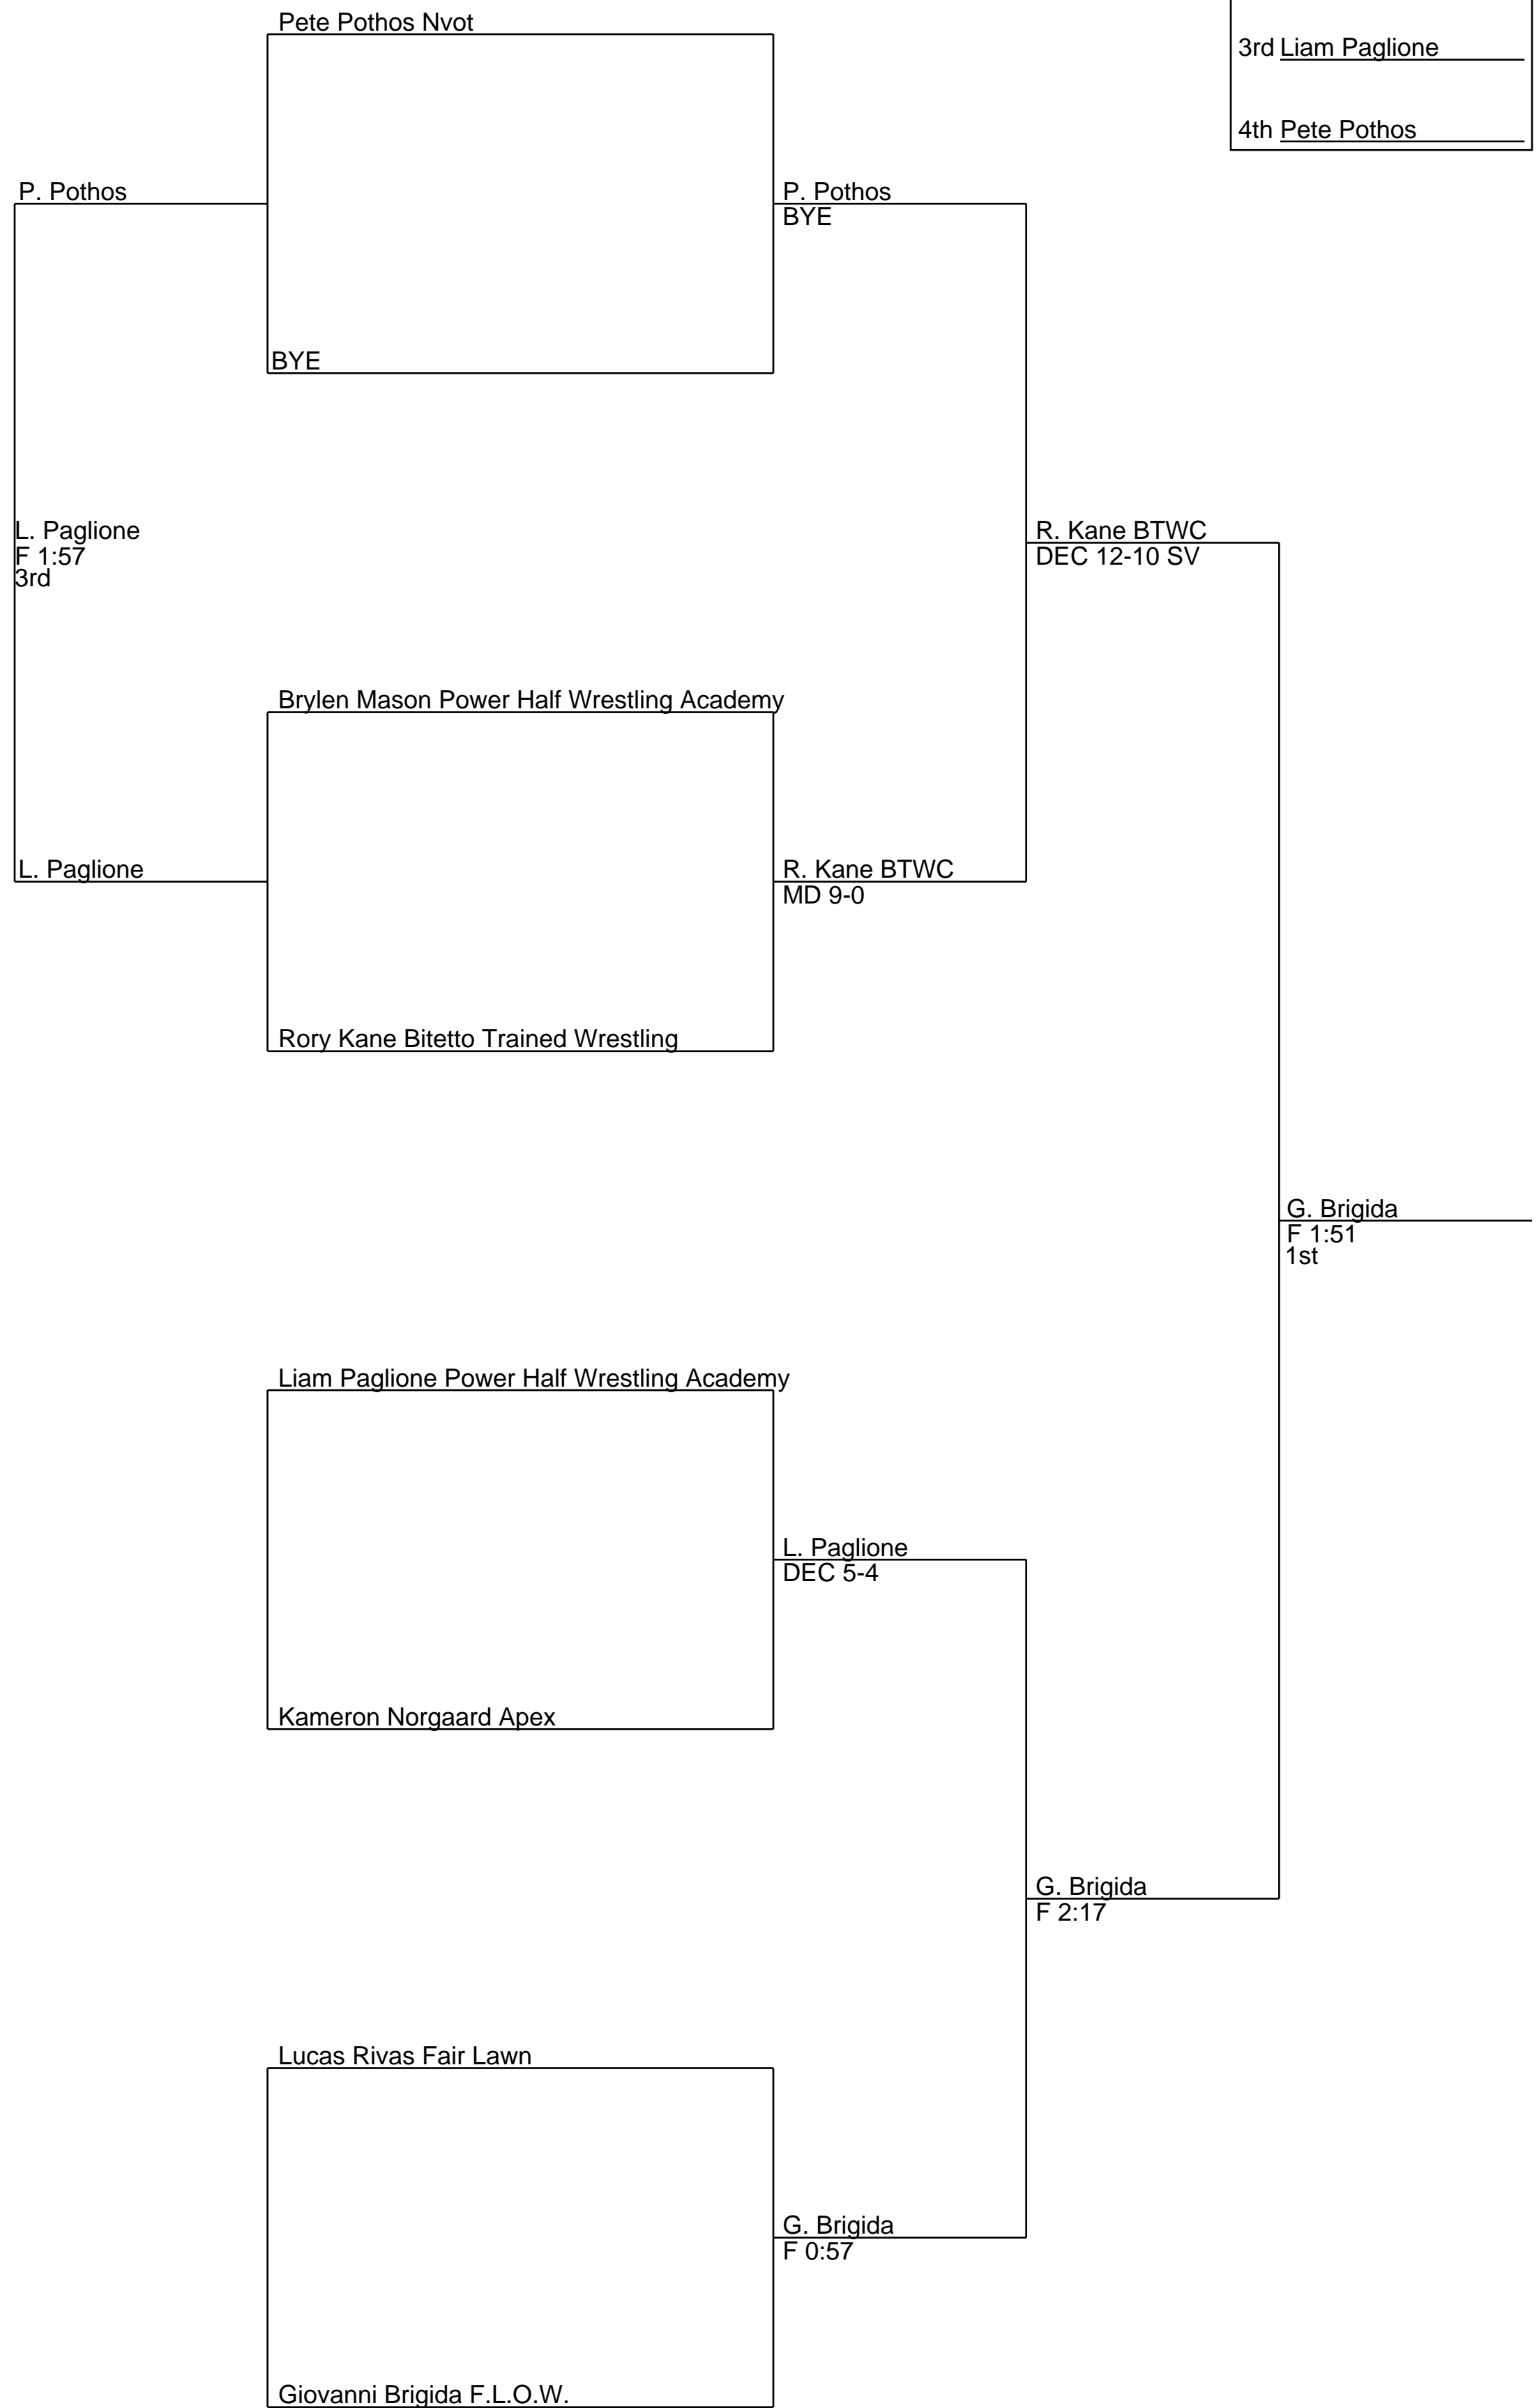 Pete Pothos Nvot
3rd Liam Paglione
4th Pete Pothos
P. Pothos
P. Pothos
BYE
BYE
L. Paglione
F 1:57
3rd
R. Kane BTWC
DEC 12-10 SV
Brylen Mason Power Half Wrestling Academy
L. Paglione
R. Kane BTWC
MD 9-0
Rory Kane Bitetto Trained Wrestling
G. Brigida
F 1:51
1st
Liam Paglione Power Half Wrestling Academy
L. Paglione
DEC 5-4
Kameron Norgaard Apex
G. Brigida
F 2:17
Lucas Rivas Fair Lawn
G. Brigida
F 0:57
Giovanni Brigida F.L.O.W.